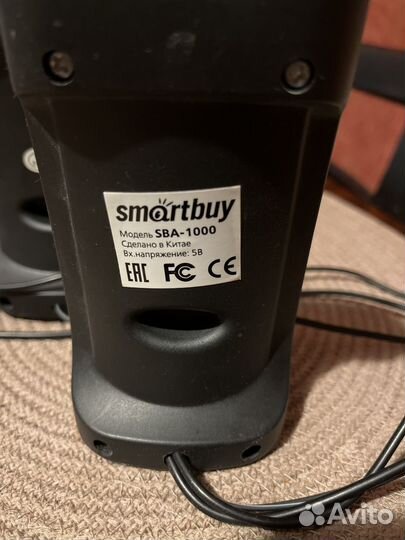 smartbuy
Модель SBA-1000
Сделано в Китае
Вх.напряжение: 5В
EAC FC CE
Avito